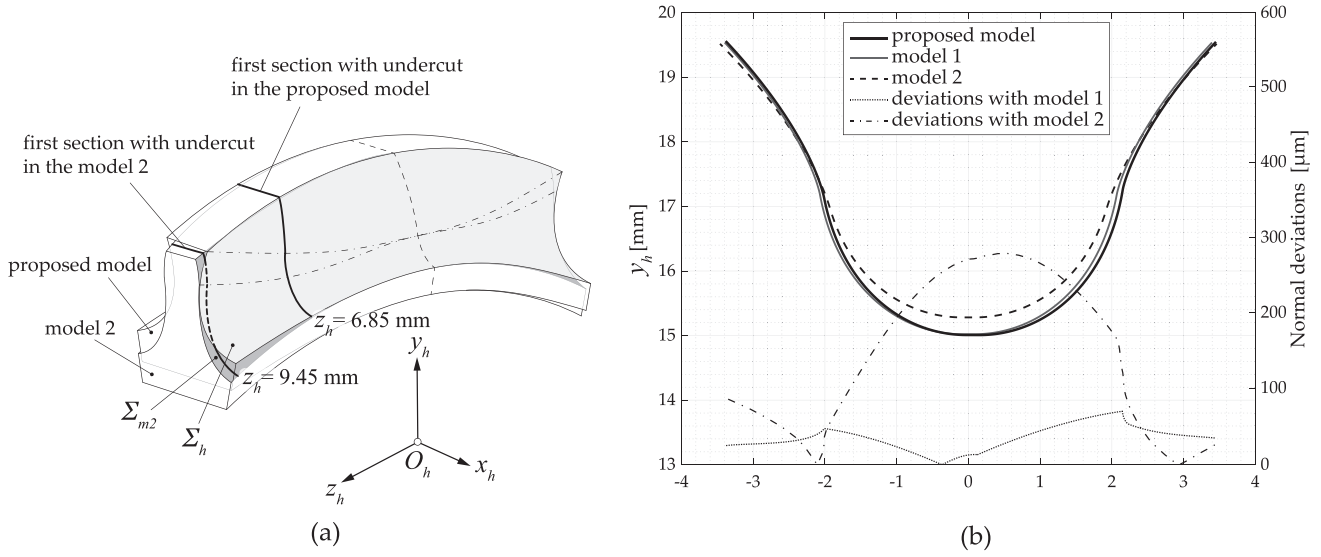 first section with undercut
in the proposed model
first section with undercut
in the model 2
proposed model
model 2
z_h= 6.85 mm
z_h= 9.45 mm
Σ_m2
Σ_h
y_h
O_h
x_h
z_h
(a)
20
19
18
17
16
15
14
13
y_h [mm]
-4
-3
-2
-1
0
1
2
3
4
600
500
400
300
200
100
0
Normal deviations [μm]
proposed model
model 1
model 2
deviations with model 1
deviations with model 2
(b)